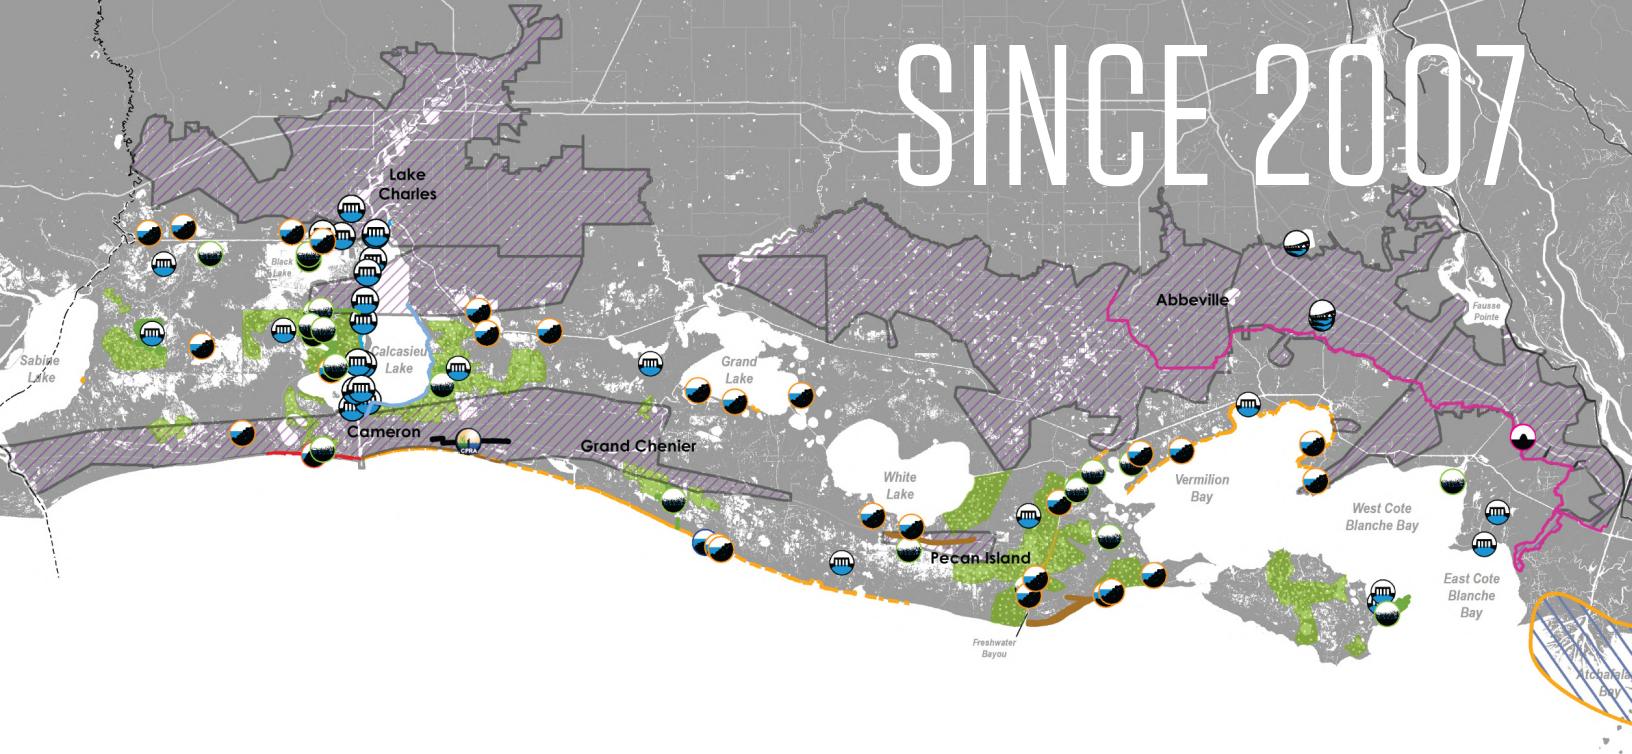 SINCE 2007
Lake
Charles
Black
Lake
Abbeville
Fausse
Pointe
Sabine
Lake
Calcasieu
Lake
Grand
Lake
Cameron
CPRA
Grand Chenier
White
Lake
Vermilion
Bay
West Cote
Blanche Bay
Pecan Island
East Cote
Blanche
Bay
Freshwater
Bayou
Bay